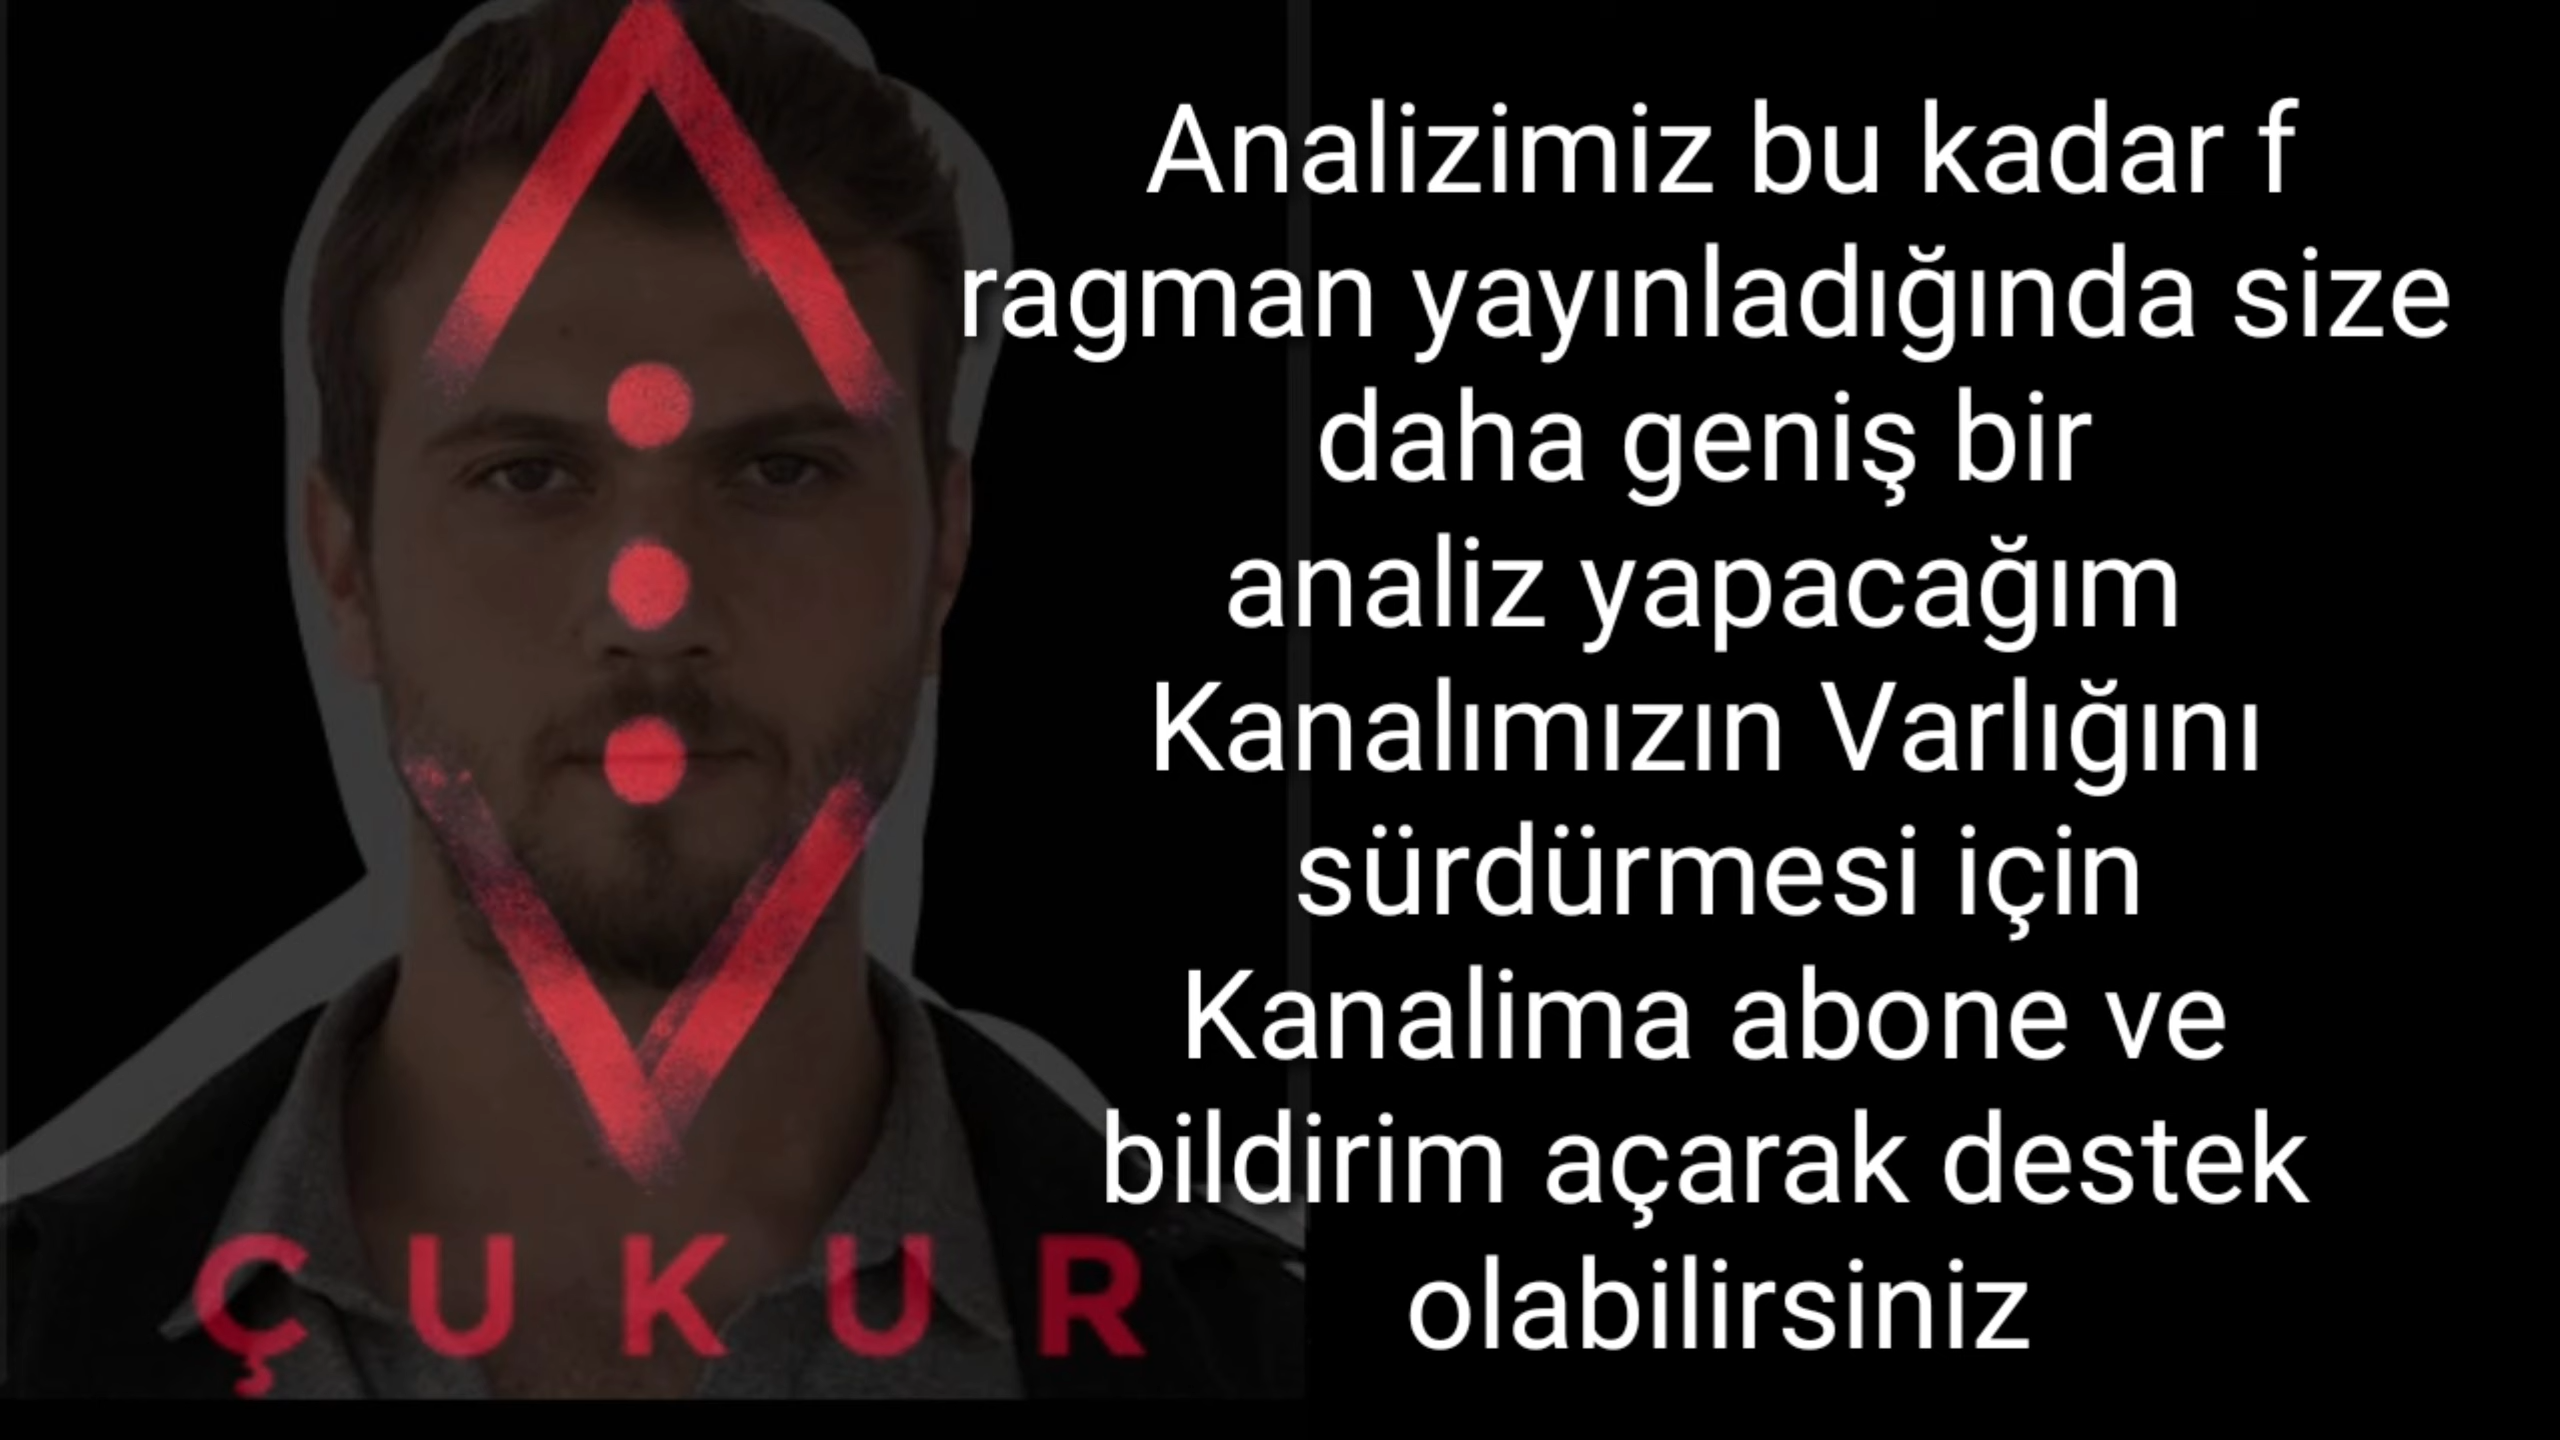 Analizimiz bu kadar f
ragman yayınladığında size
daha geniş bir
analiz yapacağım
Kanalımızın Varlığını
sürdürmesi için
Kanalima abone ve
bildirim açarak destek
olabilirsiniz
ÇUKUR